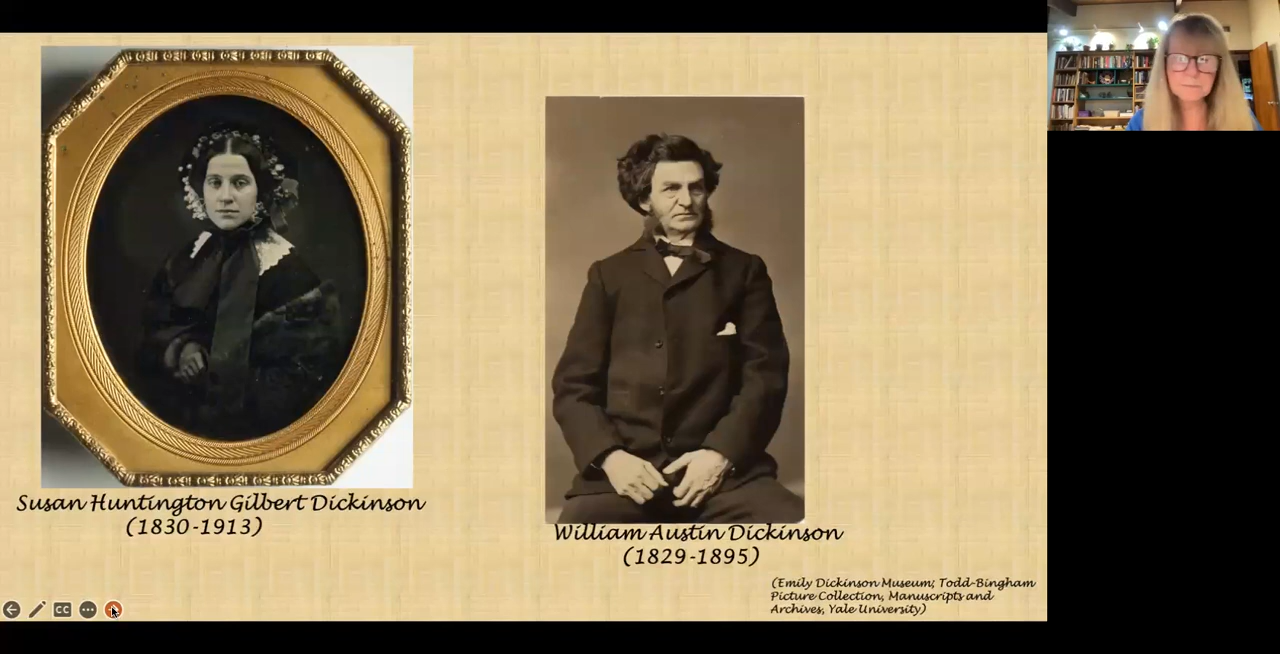 Susan Huntington Gilbert Dickinson
(1830-1913)
William Austin Dickinson
(1829-1895)
(Emily Dickinson Museum; Todd-Bingham
Picture Collection, Manuscripts and
Archives, Yale University)
CC